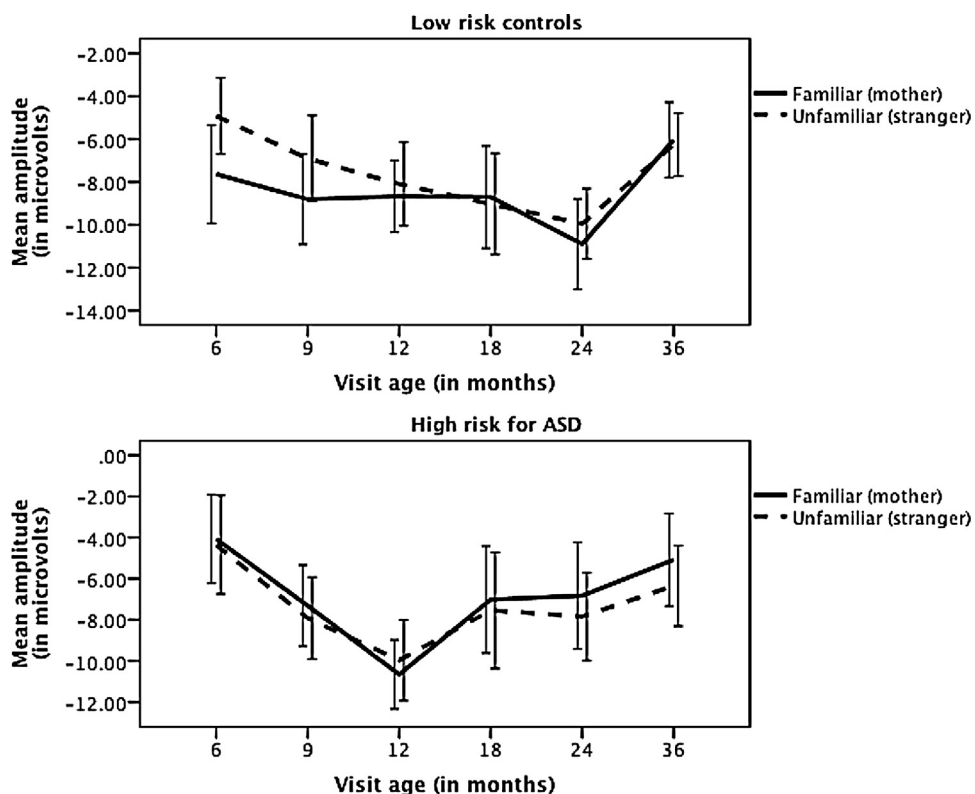 Low risk controls
-2.00
-4.00
-6.00
-8.00
-10.00
-12.00
-14.00
Mean amplitude
(in microvolts)
6 9 12 18 24 36
Visit age (in months)
Familiar (mother)
Unfamiliar (stranger)
High risk for ASD
.00
-2.00
-4.00
-6.00
-8.00
-10.00
-12.00
Mean amplitude
(in microvolts)
6 9 12 18 24 36
Visit age (in months)
Familiar (mother)
Unfamiliar (stranger)